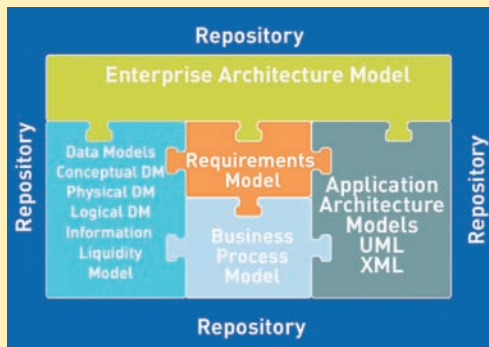 Repository
Enterprise Architecture Model
Repository
Data Models
Conceptual DM
Physical DM
Logical DM
Information
Liquidity
Model
Requirements
Model
Business
Process
Model
Application
Architecture
Models
UML
XML
Repository
Repository